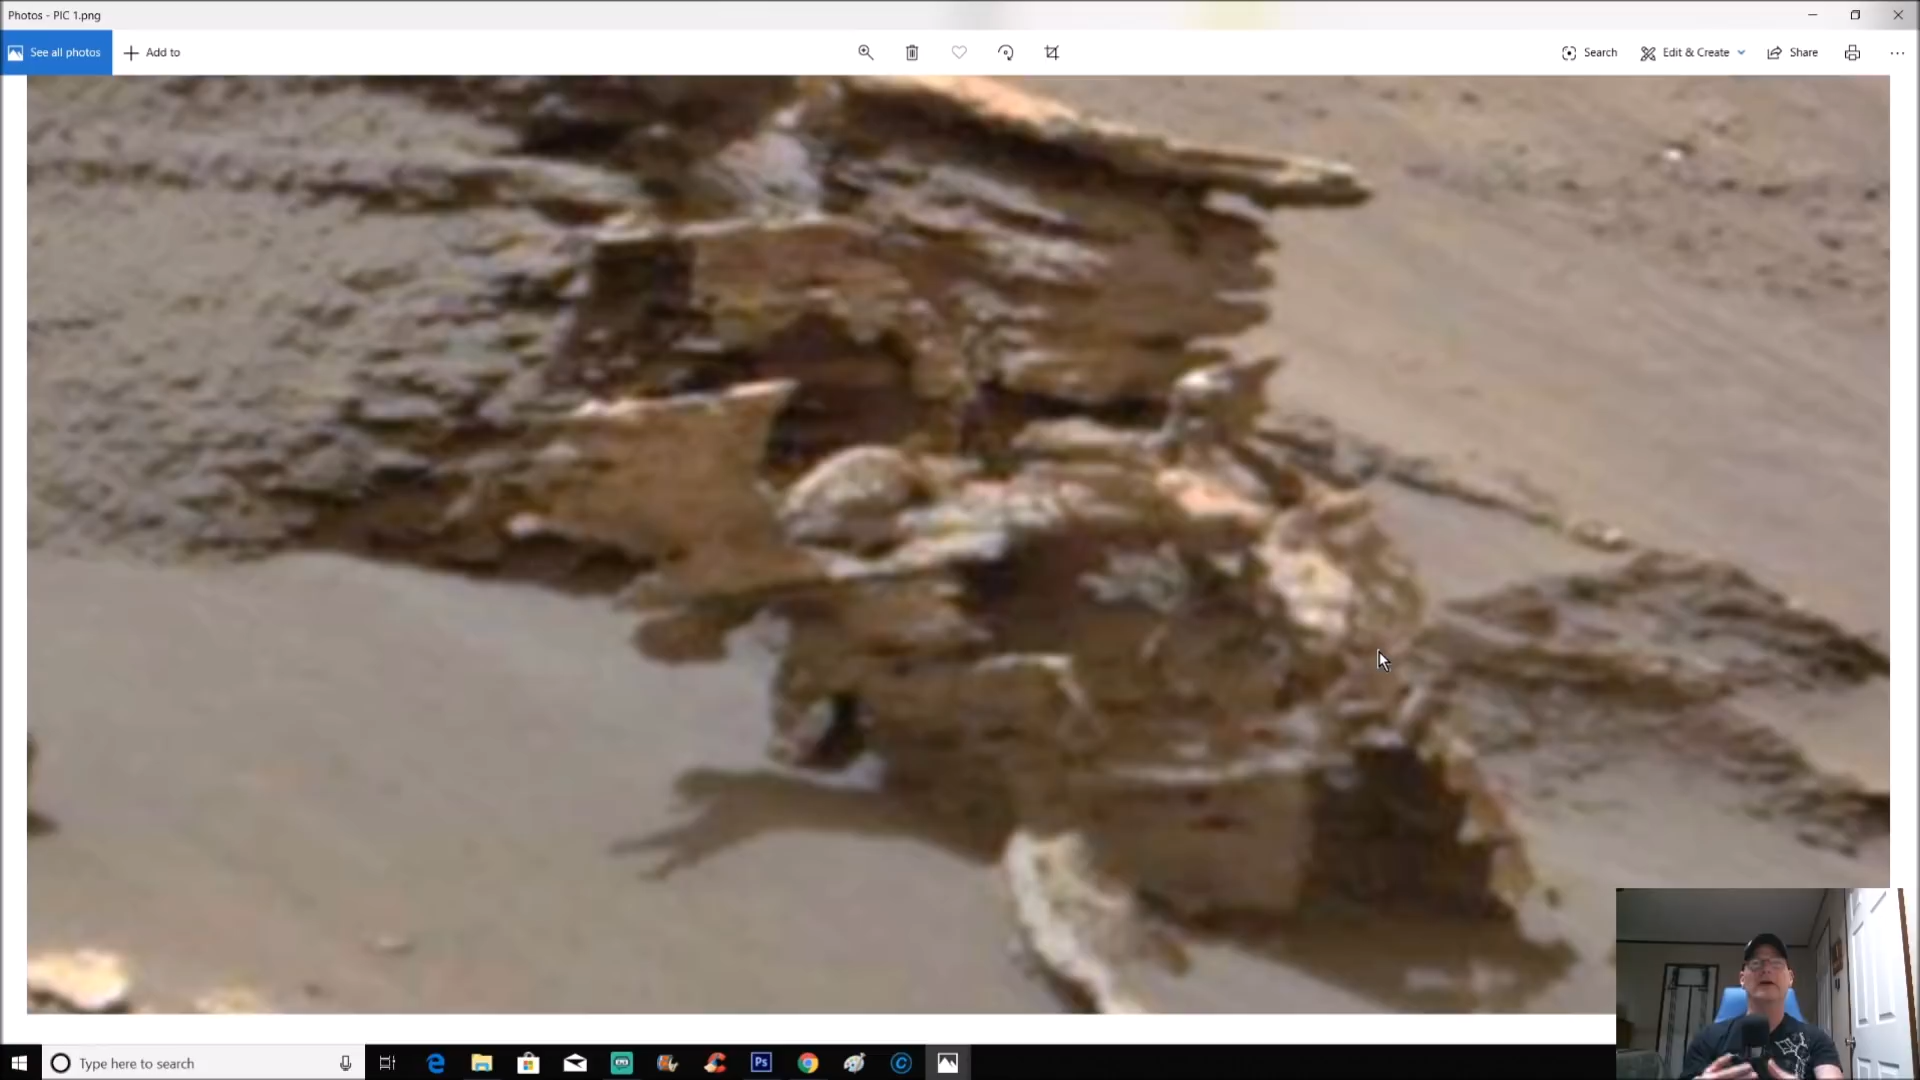 Photos - PIC 1.png
See all photos
Add to
Search
Edit & Create
Share
Type here to search
Ps